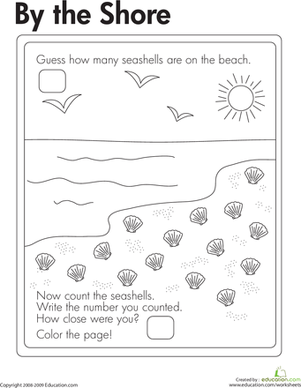 By the Shore
Guess how many seashells are on the beach.
Now count the seashells.
Write the number you counted.
How close were you?
Color the page!
Copyright 2008-2009 Education.com
Created by : education.com
www.education.com/worksheets